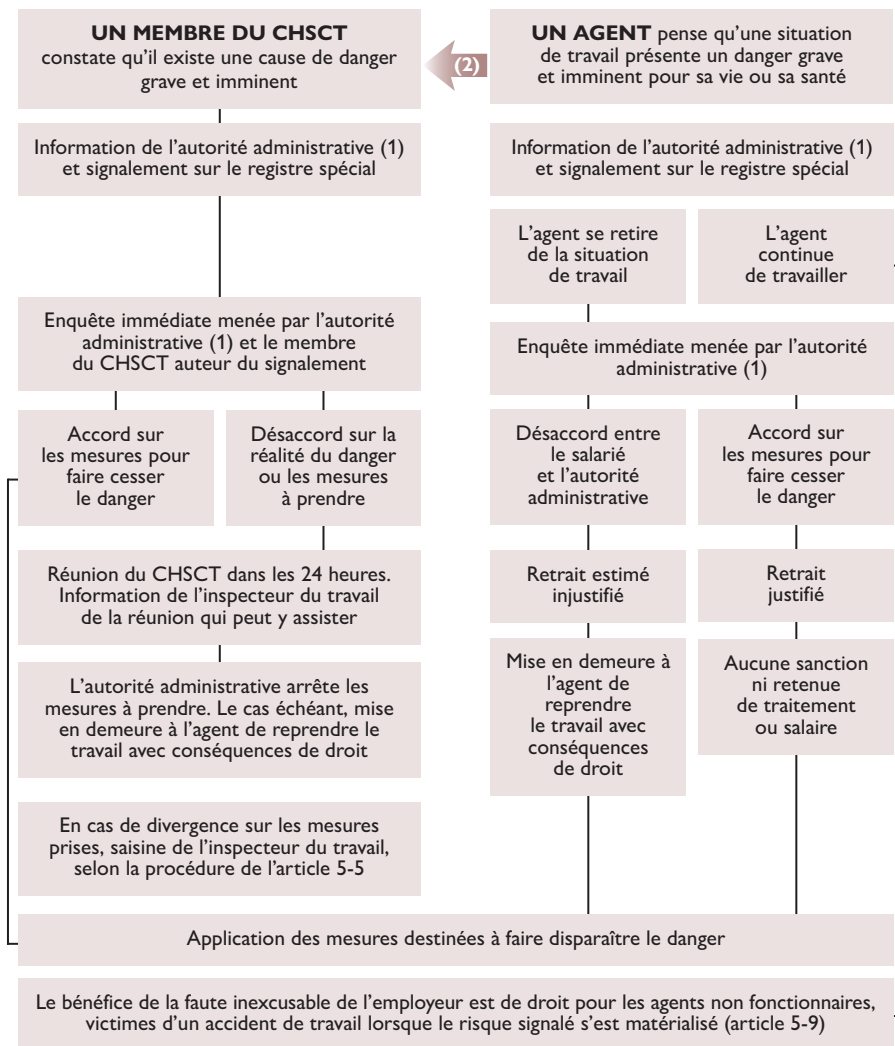 UN MEMBRE DU CHSCT
constate qu'il existe une cause de danger
grave et imminent
(2)
UN AGENT pense qu'une situation
de travail présente un danger grave
et imminent pour sa vie ou sa santé
Information de l'autorité administrative (1)
et signalement sur le registre spécial
Information de l'autorité administrative (1)
et signalement sur le registre spécial
L'agent se retire
de la situation
de travail
L'agent
continue
de travailler
Enquête immédiate menée par l'autorité
administrative (1) et le membre
du CHSCT auteur du signalement
Enquête immédiate menée par l'autorité
administrative (1)
Accord sur
les mesures pour
faire cesser
le danger
Désaccord sur la
réalité du danger
ou les mesures
à prendre
Désaccord entre
le salarié
et l'autorité
administrative
Accord sur
les mesures pour
faire cesser
le danger
Réunion du CHSCT dans les 24 heures.
Information de l'inspecteur du travail
de la réunion qui peut y assister
Retrait estimé
injustifié
Retrait
justifié
L'autorité administrative arrête les
mesures à prendre. Le cas échéant, mise
en demeure à l'agent de reprendre le
travail avec conséquences de droit
Mise en demeure à
l'agent de
reprendre
le travail avec
conséquences
de droit
Aucune sanction
ni retenue
de traitement
ou salaire
En cas de divergence sur les mesures
prises, saisine de l'inspecteur du travail,
selon la procédure de l'article 5-5
Application des mesures destinées à faire disparaître le danger
Le bénéfice de la faute inexcusable de l'employeur est de droit pour les agents non fonctionnaires,
victimes d'un accident de travail lorsque le risque signalé s'est matérialisé (article 5-9)